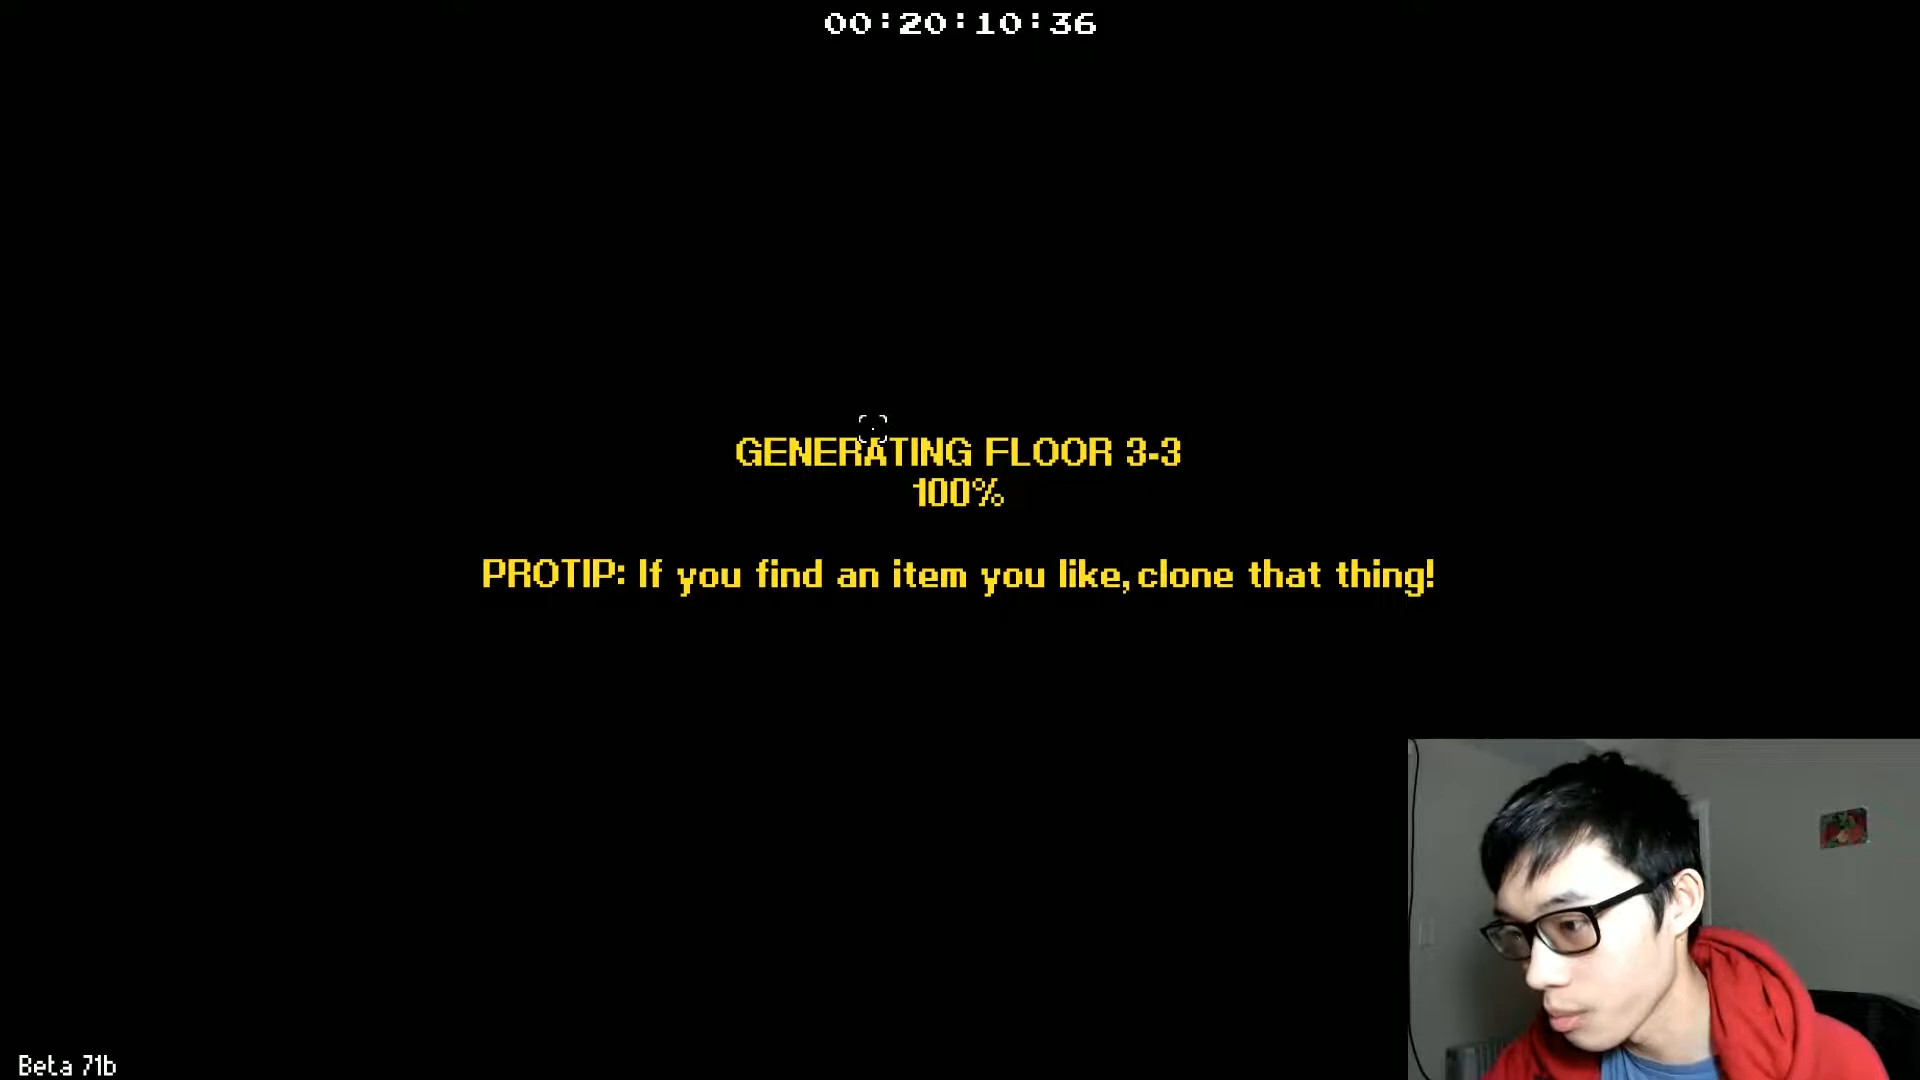 00:20:10:36
GENERATING FLOOR 3-3
100%
PROTIP: If you find an item you like, clone that thing!
Beta 71b